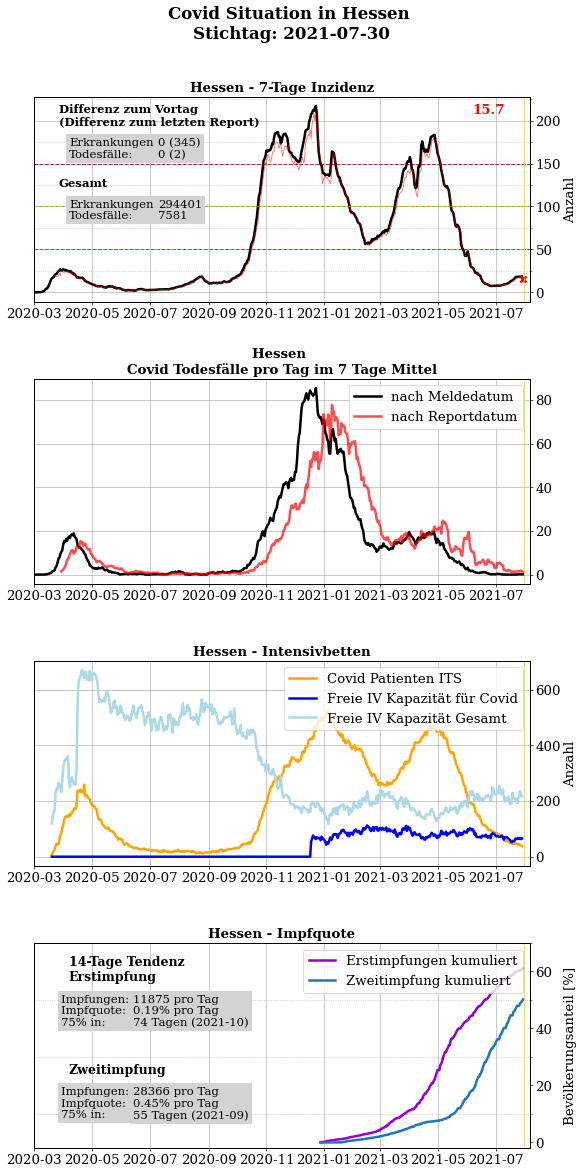 Covid Situation in Hessen
Stichtag: 2021-07-30
Hessen - 7-Tage Inzidenz
Differenz zum Vortag
(Differenz zum letzten Report)
Erkrankungen 0 (345)
Todesfälle: 0 (2)
Gesamt
Erkrankungen 294401
Todesfälle: 7581
15.7
200
150
100
50
0
Anzahl
2020-03 2020-05 2020-07 2020-09 2020-11 2021-01 2021-03 2021-05 2021-07
Hessen
Covid Todesfälle pro Tag im 7 Tage Mittel
nach Meldedatum
nach Reportdatum
80
60
40
20
0
2020-03 2020-05 2020-07 2020-09 2020-11 2021-01 2021-03 2021-05 2021-07
Hessen - Intensivbetten
Covid Patienten ITS
Freie IV Kapazität für Covid
Freie IV Kapazität Gesamt
600
400
200
0
Anzahl
2020-03 2020-05 2020-07 2020-09 2020-11 2021-01 2021-03 2021-05 2021-07
Hessen - Impfquote
14-Tage Tendenz
Erstimpfung
Impfungen: 11875 pro Tag
Impfquote: 0.19% pro Tag
75% in: 74 Tagen (2021-10)
Zweitimpfung
Impfungen: 28366 pro Tag
Impfquote: 0.45% pro Tag
75% in: 55 Tagen (2021-09)
Erstimpfungen kumuliert
Zweitimpfung kumuliert
60
40
20
0
Bevölkerungsanteil [%]
2020-03 2020-05 2020-07 2020-09 2020-11 2021-01 2021-03 2021-05 2021-07